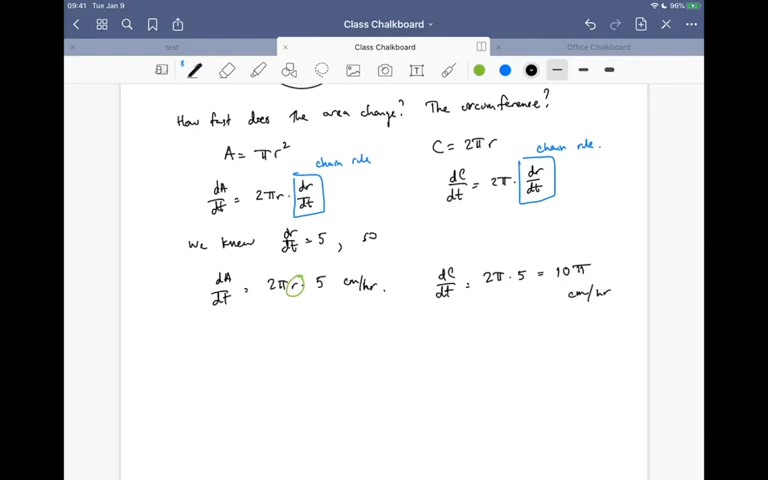 09:41 Tue Jan 9
96%
Class Chalkboard
test
Class Chalkboard
Office Chalkboard
How fast does the area change? The circumference?
A = πr²
C = 2πr
chain rule
chain rule.
dA/dt = 2πr · dr/dt
dC/dt = 2π · dr/dt
We know dr/dt = 5, so
dA/dt = 2πr · 5 cm/hr.
dC/dt = 2π · 5 = 10π
cm/hr